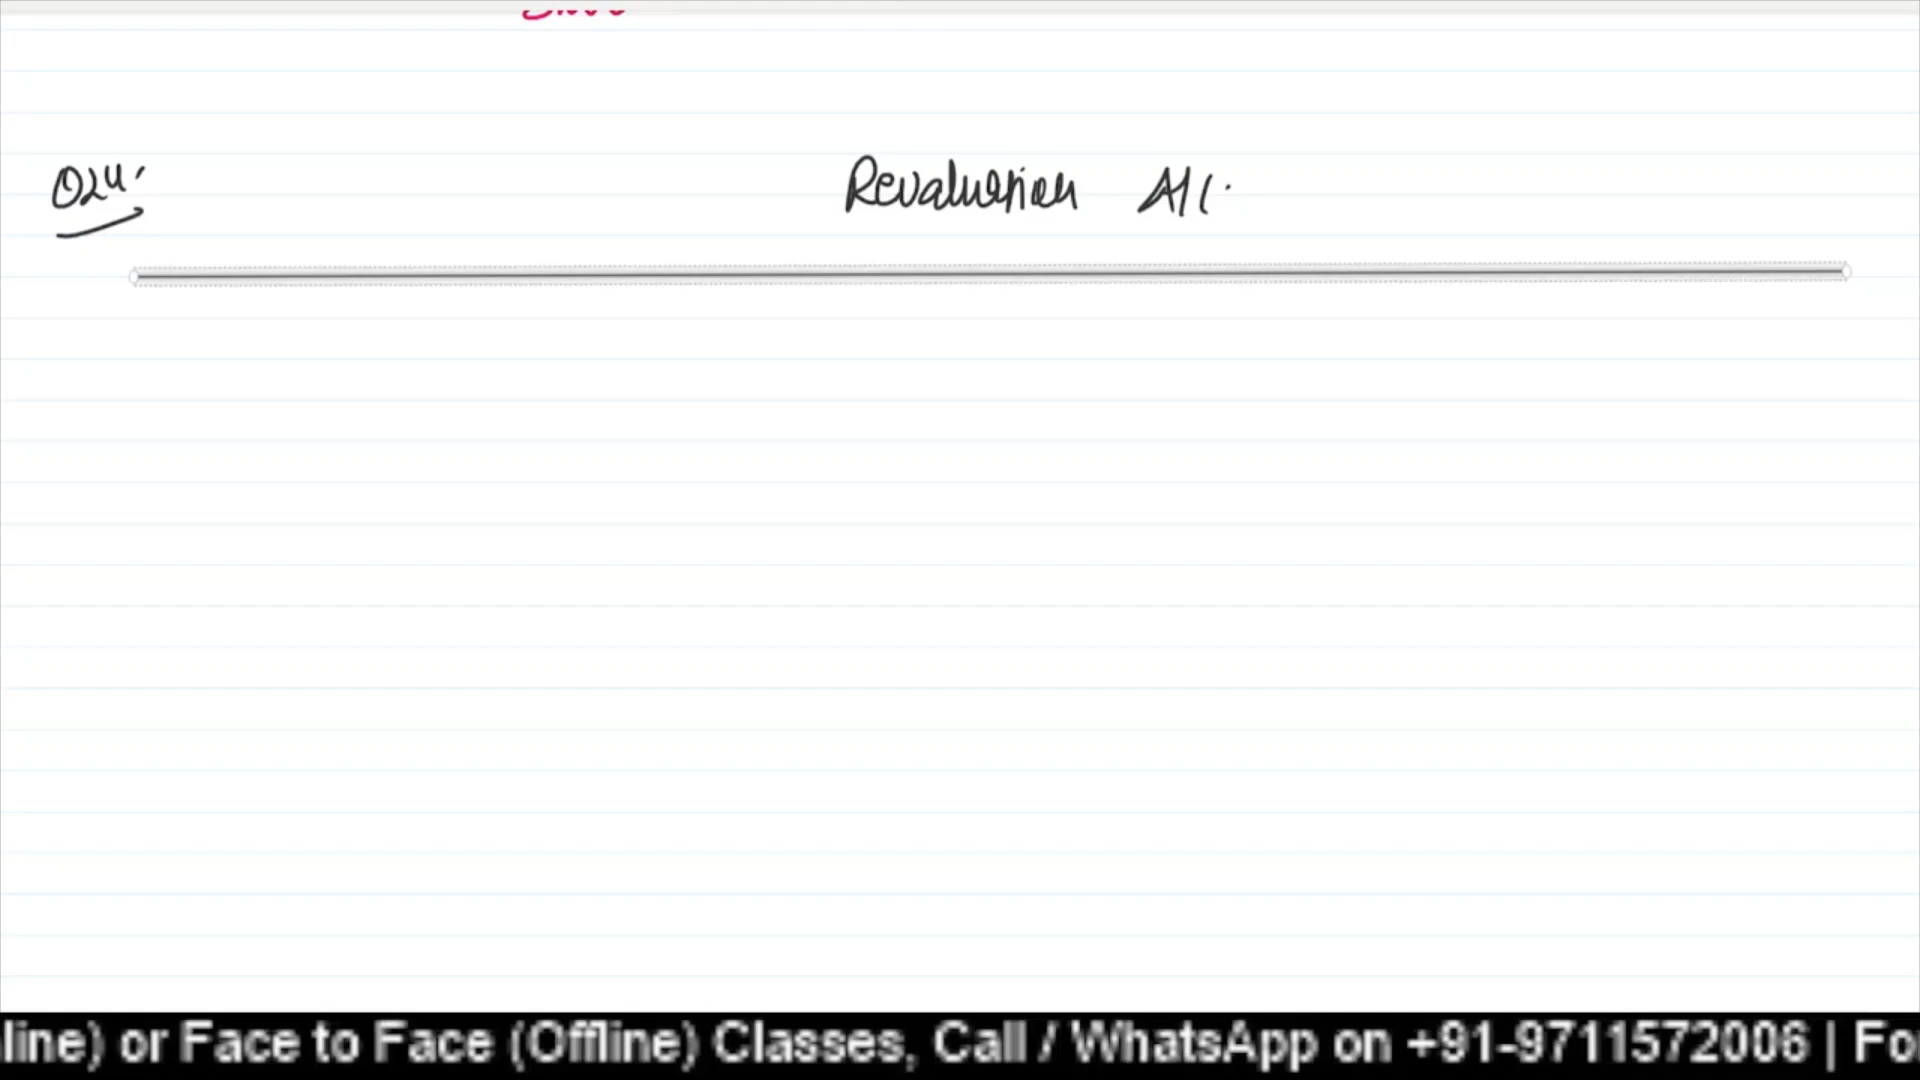 Q24.
Revaluation A/c.
line) or Face to Face (Offline) Classes, Call / WhatsApp on +91-9711572006 | Fo